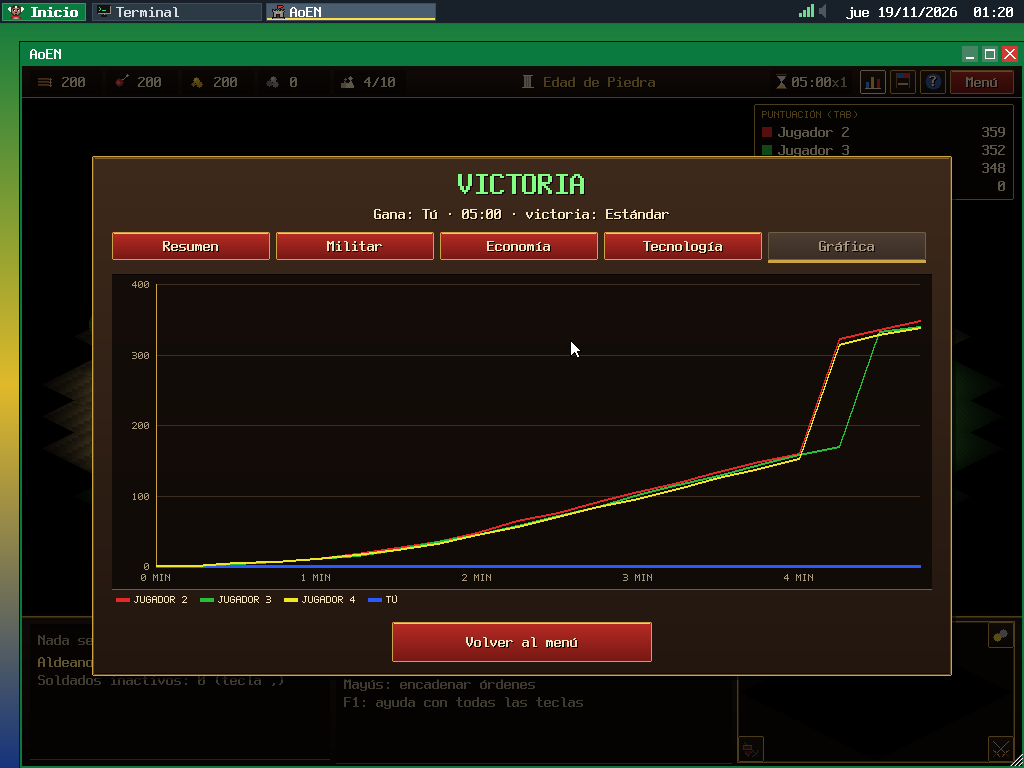 Inicio
Terminal
AoEN
jue 19/11/2026 01:20
AoEN
200
200
200
0
4/10
Edad de Piedra
05:00x1
?
Menú
PUNTUACIÓN (TAB)
Jugador 2 359
Jugador 3 352
348
0
VICTORIA
Gana: Tú · 05:00 · victoria: Estándar
Resumen
Militar
Economía
Tecnología
Gráfica
400
300
200
100
0
0 MIN
1 MIN
2 MIN
3 MIN
4 MIN
JUGADOR 2
JUGADOR 3
JUGADOR 4
TÚ
Volver al menú
Nada se
Aldeano
Soldados inactivos: 0 (tecla ,)
Mayús: encadenar órdenes
F1: ayuda con todas las teclas